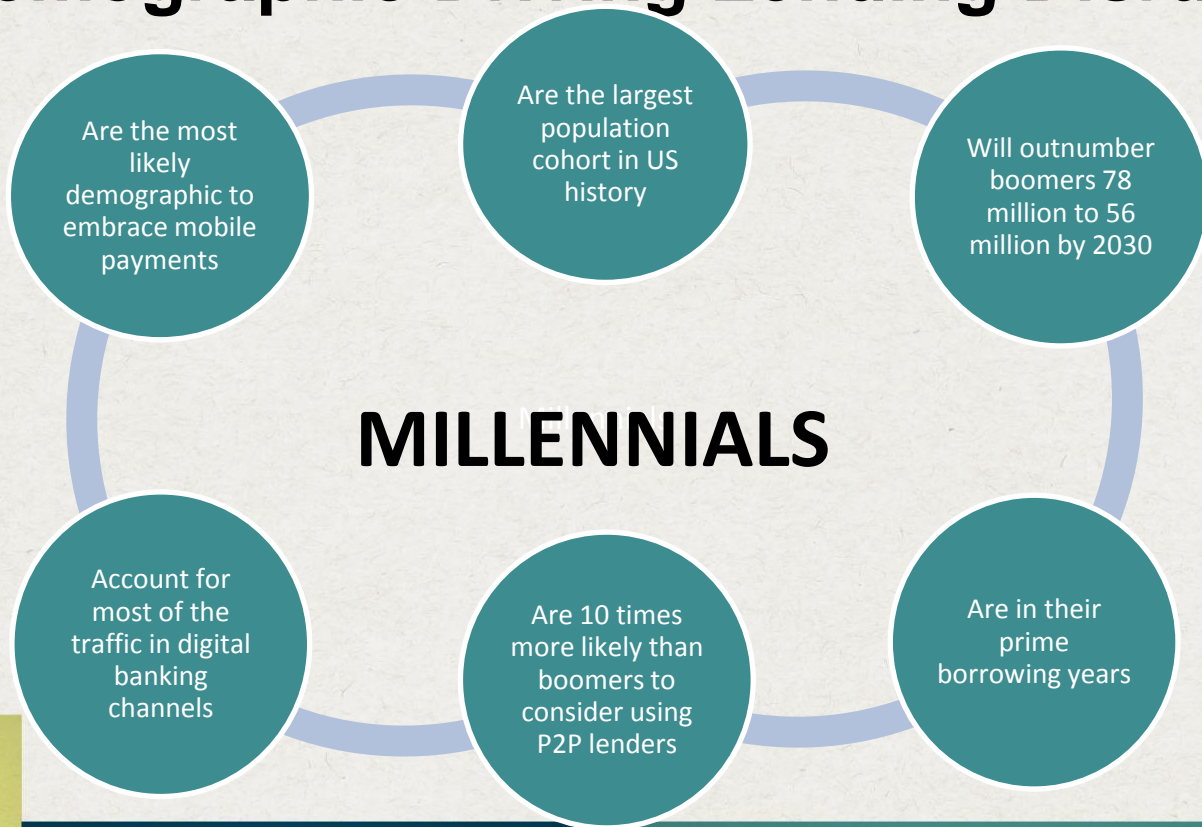 Are the largest
population
cohort in US
history
Will outnumber
boomers 78
million to 56
million by 2030
Are in their
prime
borrowing years
Are 10 times
more likely than
boomers to
consider using
P2P lenders
Account for
most of the
traffic in digital
banking
channels
Are the most
likely
demographic to
embrace mobile
payments
MILLENNIALS